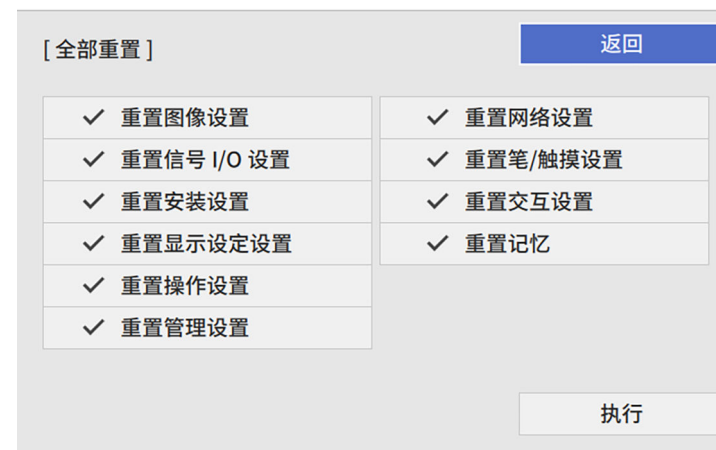 [ 全部重置 ]
返回
重置图像设置
重置信号 I/O 设置
重置安装设置
重置显示设定设置
重置操作设置
重置管理设置
重置网络设置
重置笔/触摸设置
重置交互设置
重置记忆
执行